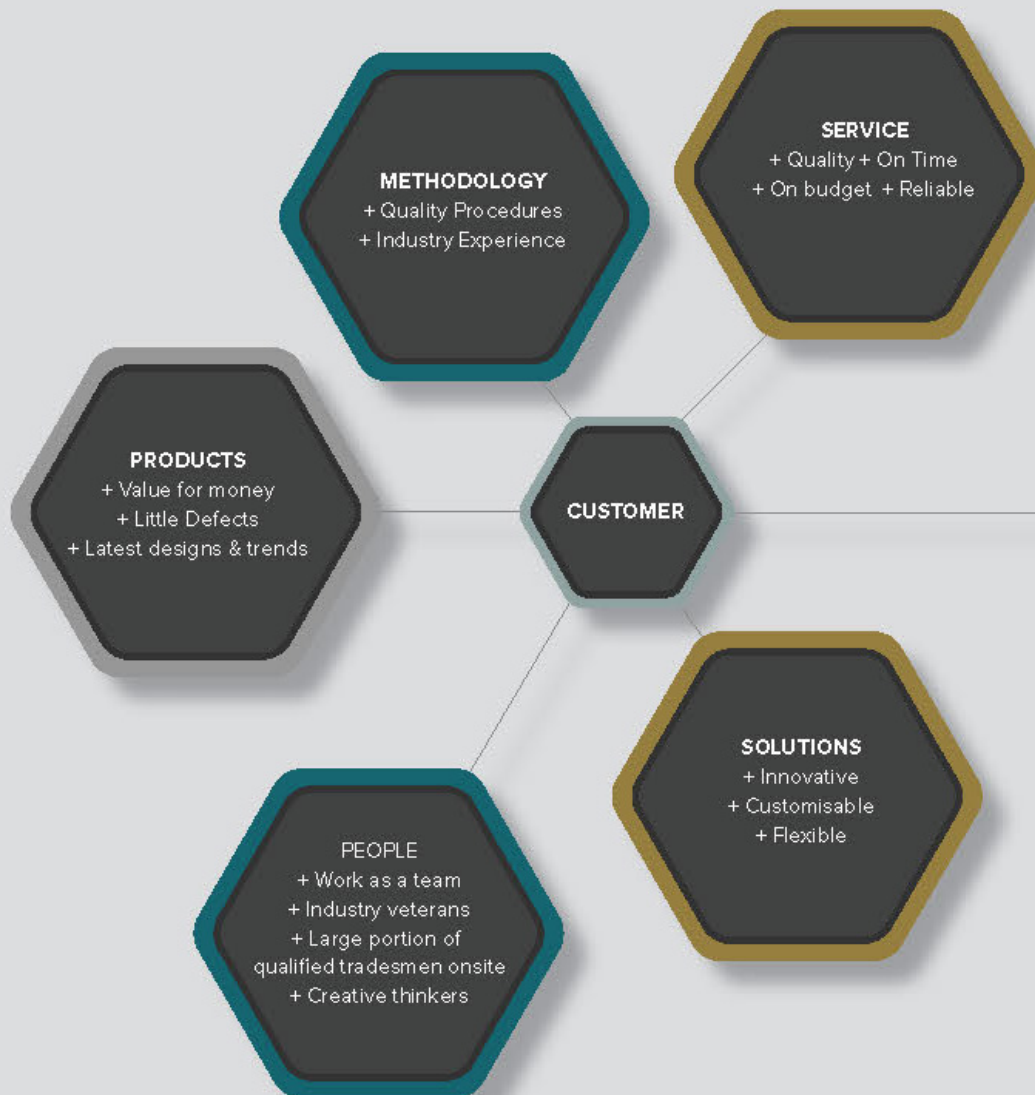 SERVICE
+ Quality + On Time
+ On budget + Reliable
METHODOLOGY
+ Quality Procedures
+ Industry Experience
PRODUCTS
+ Value for money
+ Little Defects
+ Latest designs & trends
CUSTOMER
SOLUTIONS
+ Innovative
+ Customisable
+ Flexible
PEOPLE
+ Work as a team
+ Industry veterans
+ Large portion of
qualified tradesmen onsite
+ Creative thinkers